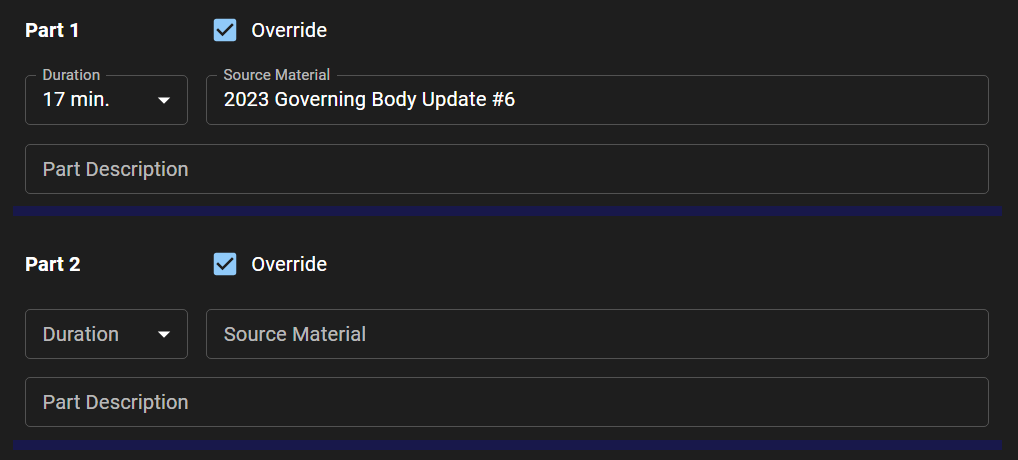 Part 1 Override
Duration Source Material
17 min. 2023 Governing Body Update #6
Part Description
Part 2 Override
Duration Source Material
Part Description